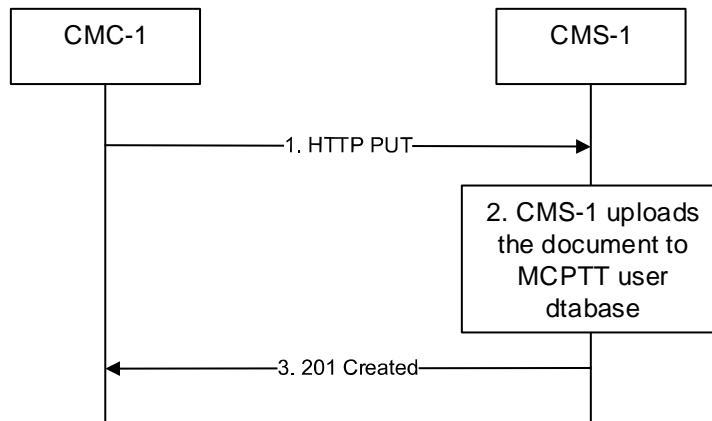 CMC-1
CMS-1
1. HTTP PUT
2. CMS-1 uploads
the document to
MCPTT user
dtabase
3. 201 Created